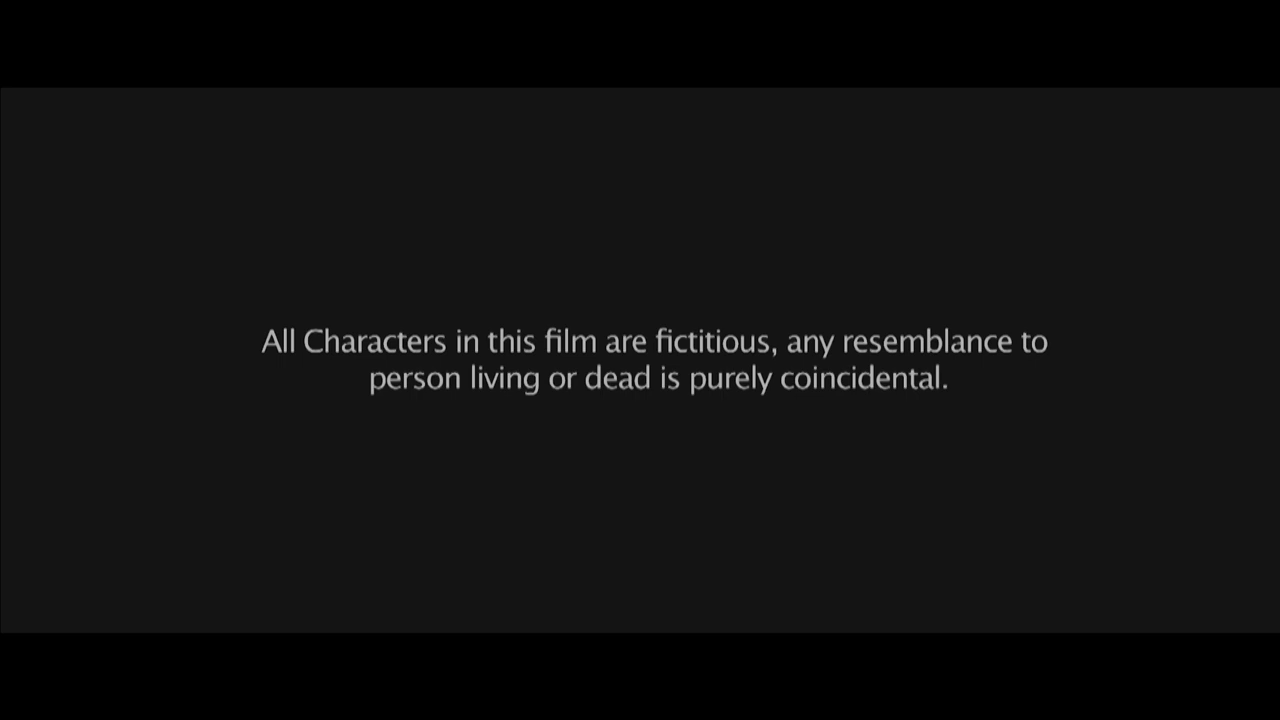 All Characters in this film are fictitious, any resemblance to
person living or dead is purely coincidental.